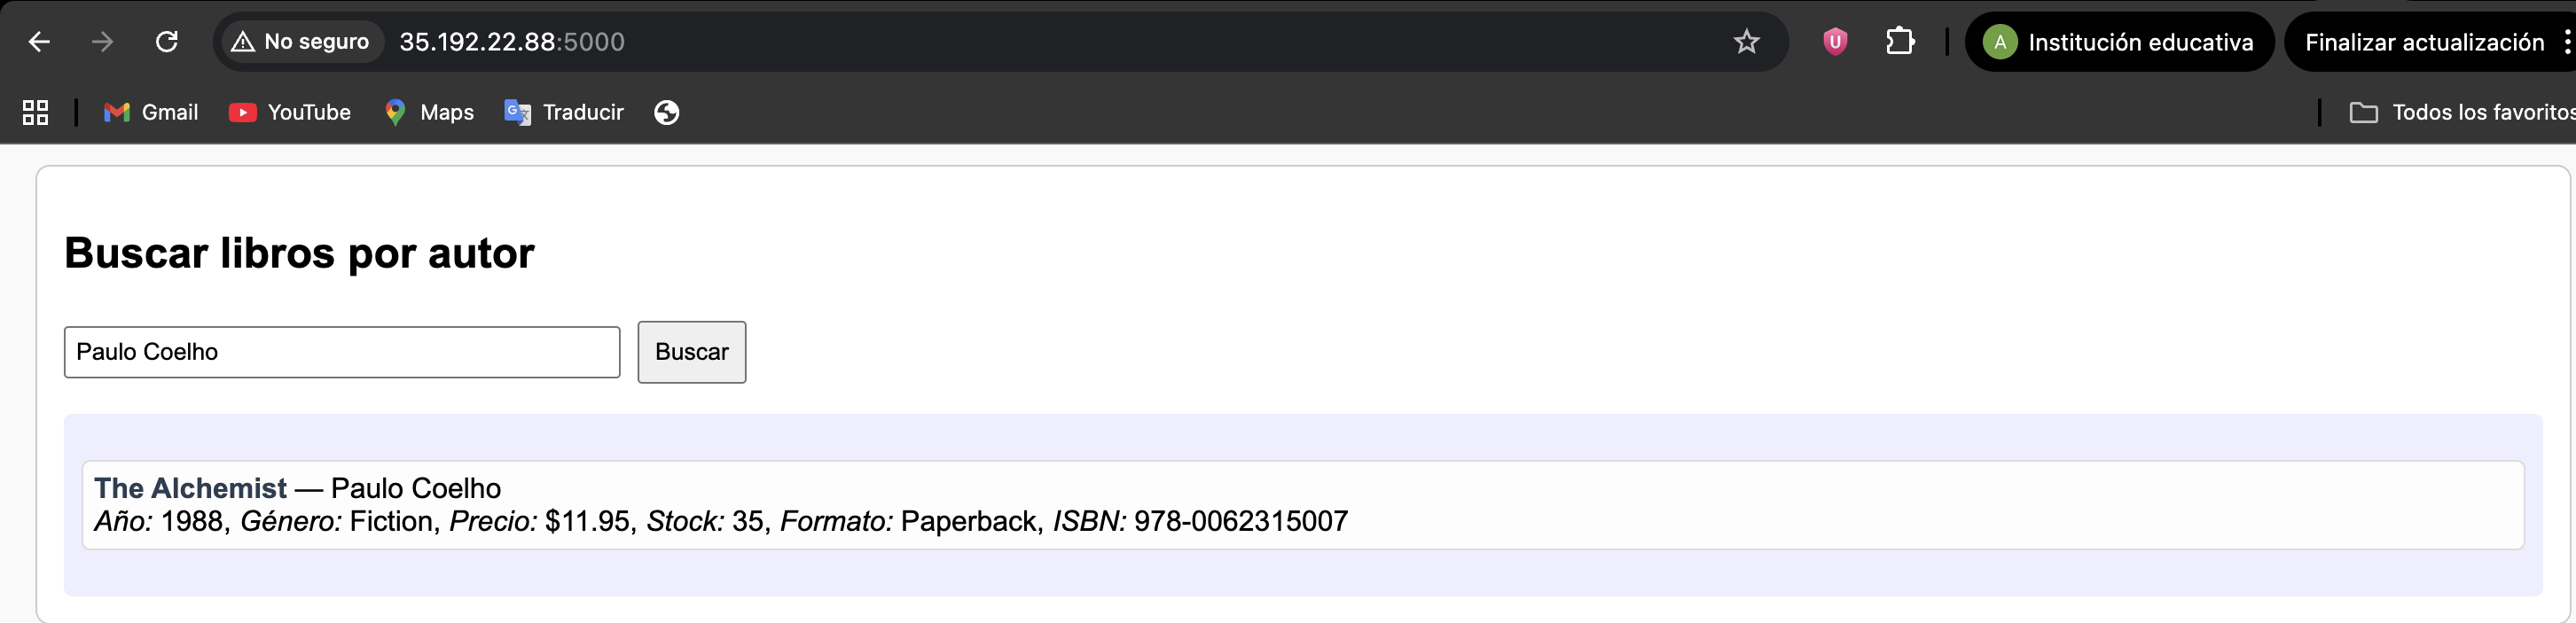 No seguro 35.192.22.88:5000 A Institución educativa Finalizar actualización
Gmail YouTube Maps Traducir Todos los favoritos
Buscar libros por autor
Paulo Coelho Buscar
The Alchemist — Paulo Coelho
Año: 1988, Género: Fiction, Precio: $11.95, Stock: 35, Formato: Paperback, ISBN: 978-0062315007